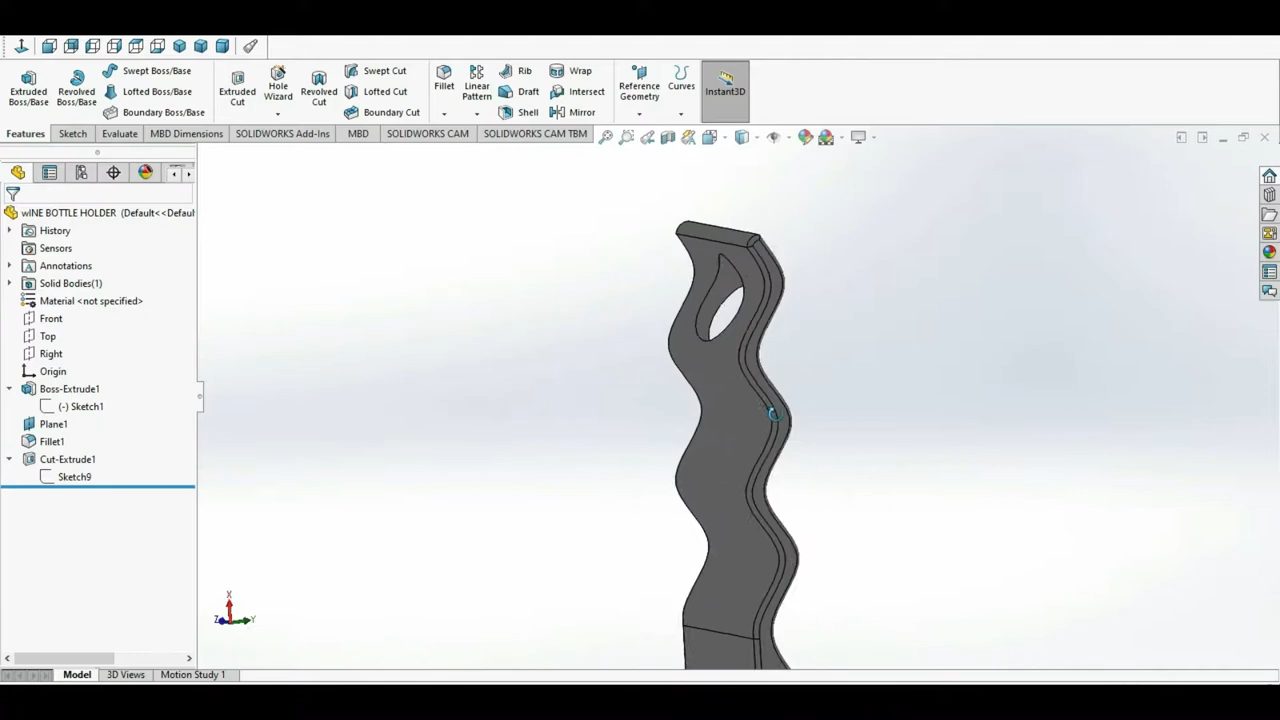 Extruded Boss/Base
Revolved Boss/Base
Swept Boss/Base
Lofted Boss/Base
Boundary Boss/Base
Extruded Cut
Hole Wizard
Revolved Cut
Swept Cut
Lofted Cut
Boundary Cut
Fillet
Linear Pattern
Rib
Draft
Shell
Wrap
Intersect
Mirror
Reference Geometry
Curves
Instant3D
Features Sketch Evaluate MBD Dimensions SOLIDWORKS Add-Ins MBD SOLIDWORKS CAM SOLIDWORKS CAM TBM
wINE BOTTLE HOLDER (Default<<Defaul
History
Sensors
Annotations
Solid Bodies(1)
Material <not specified>
Front
Top
Right
Origin
Boss-Extrude1
(-) Sketch1
Plane1
Fillet1
Cut-Extrude1
Sketch9
X
Z Y
Model 3D Views Motion Study 1